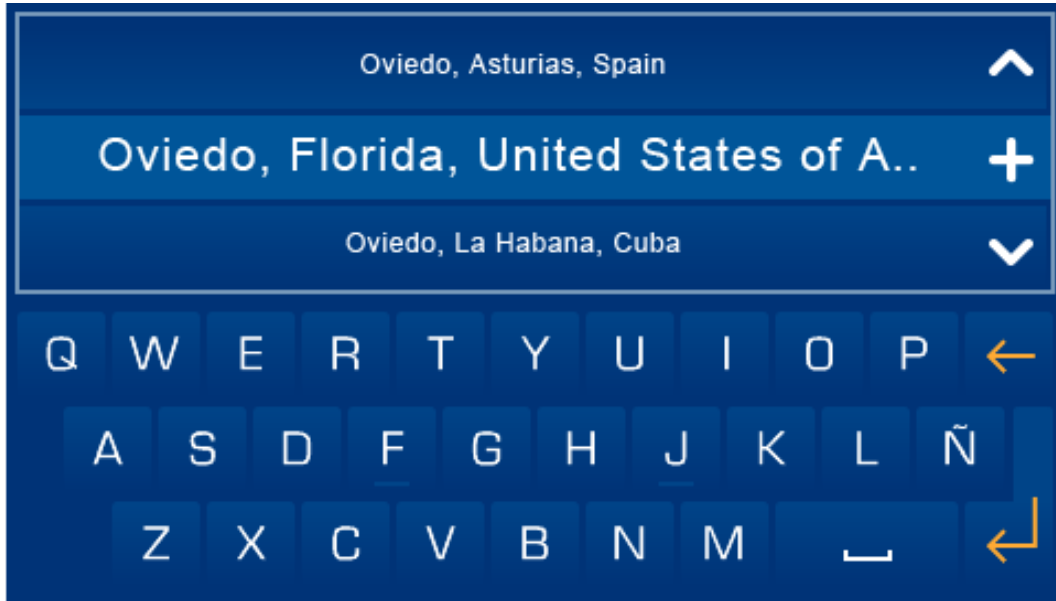 Oviedo, Asturias, Spain
Oviedo, Florida, United States of A..
Oviedo, La Habana, Cuba
Q W E R T Y U I O P
A S D F G H J K L Ñ
Z X C V B N M